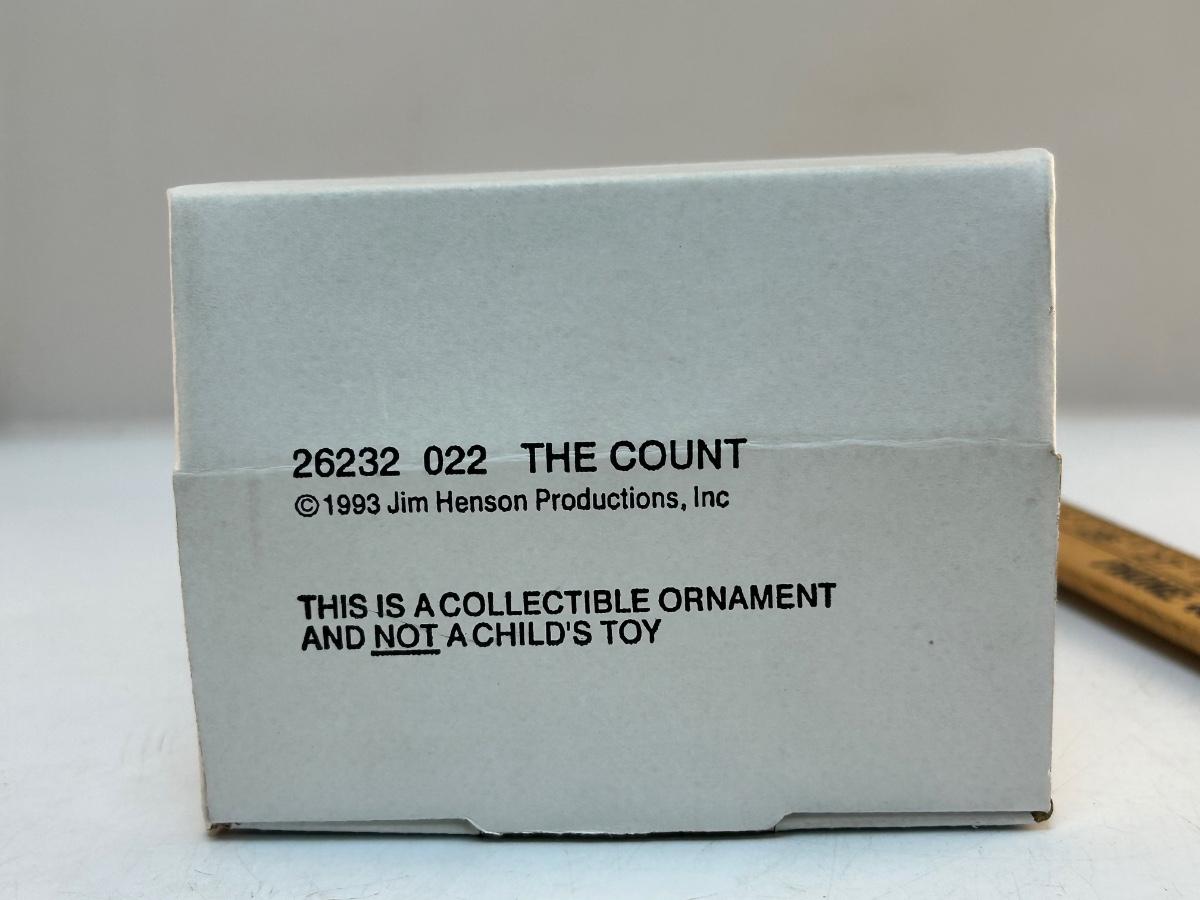 26232 022 THE COUNT
©1993 Jim Henson Productions, Inc
THIS IS A COLLECTIBLE ORNAMENT
AND NOT A CHILD'S TOY